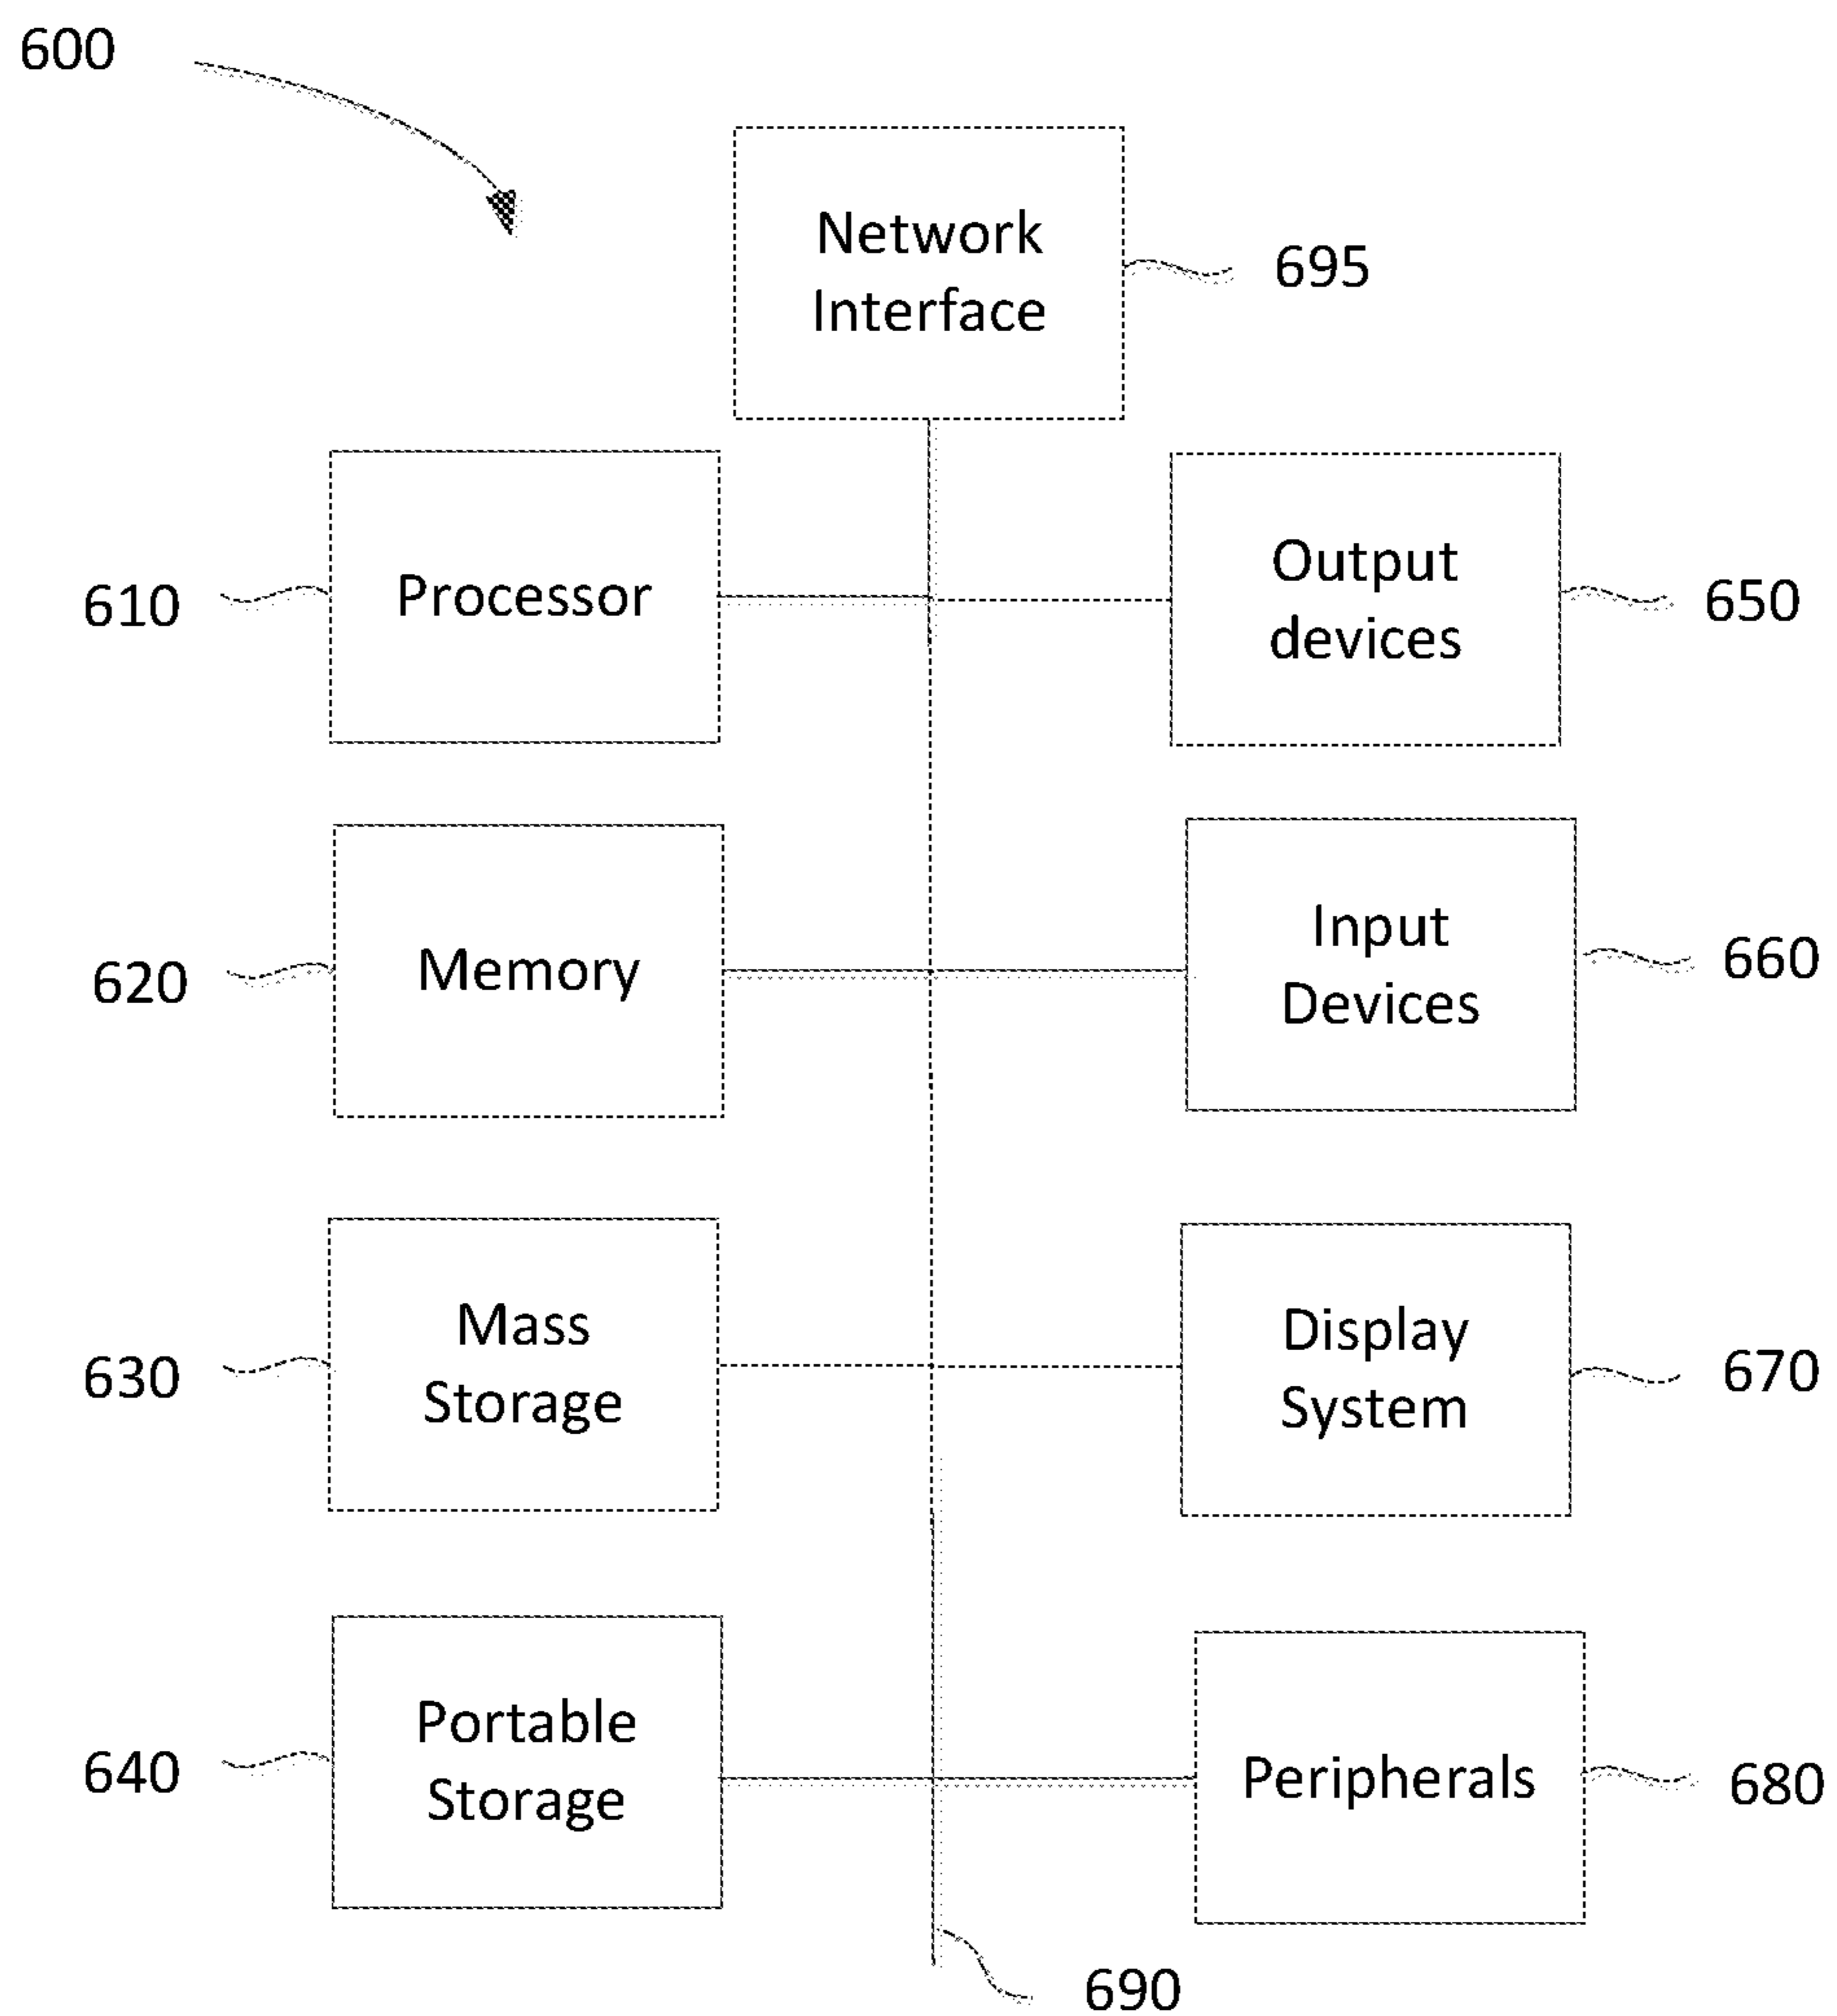 600
Network
Interface
695
Processor
610
Output
devices
650
Memory
620
Input
Devices
660
Mass
Storage
630
Display
System
670
Portable
Storage
640
Peripherals
680
690